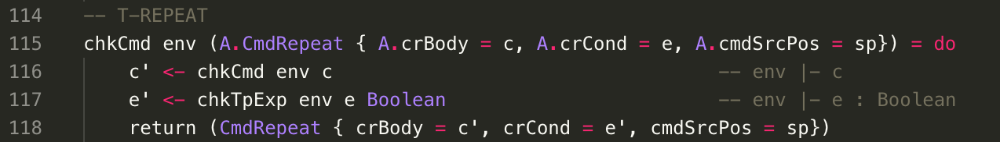 114 -- T-REPEAT
115 chkCmd env (A.CmdRepeat { A.crBody = c, A.crCond = e, A.cmdSrcPos = sp}) = do
116     c' <- chkCmd env c                                  -- env |- c
117     e' <- chkTpExp env e Boolean                        -- env |- e : Boolean
118     return (CmdRepeat { crBody = c', crCond = e', cmdSrcPos = sp})